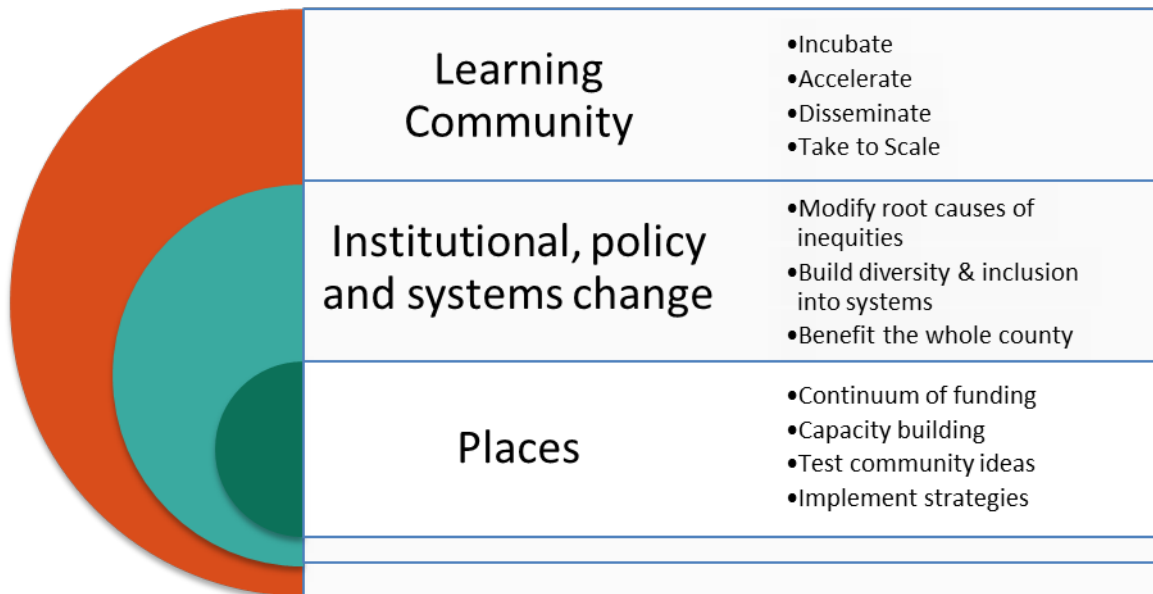 Learning
Community
•Incubate
•Accelerate
•Disseminate
•Take to Scale
Institutional, policy
and systems change
•Modify root causes of
inequities
•Build diversity & inclusion
into systems
•Benefit the whole county
Places
•Continuum of funding
•Capacity building
•Test community ideas
•Implement strategies